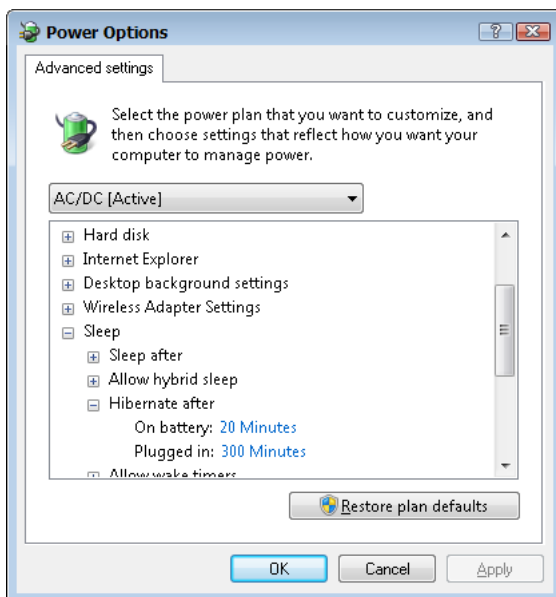 Power Options
Advanced settings
Select the power plan that you want to customize, and
then choose settings that reflect how you want your
computer to manage power.
AC/DC [Active]
Hard disk
Internet Explorer
Desktop background settings
Wireless Adapter Settings
Sleep
Sleep after
Allow hybrid sleep
Hibernate after
On battery: 20 Minutes
Plugged in: 300 Minutes
Allow wake timers
Restore plan defaults
OK Cancel Apply